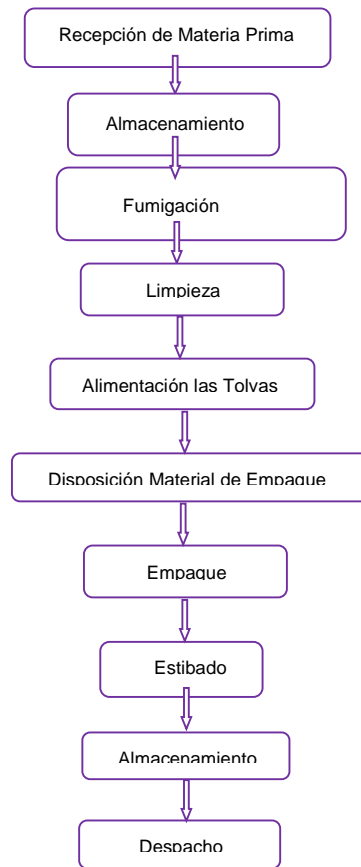 Recepción de Materia Prima
Almacenamiento
Fumigación
Limpieza
Alimentación las Tolvas
Disposición Material de Empaque
Empaque
Estibado
Almacenamiento
Despacho